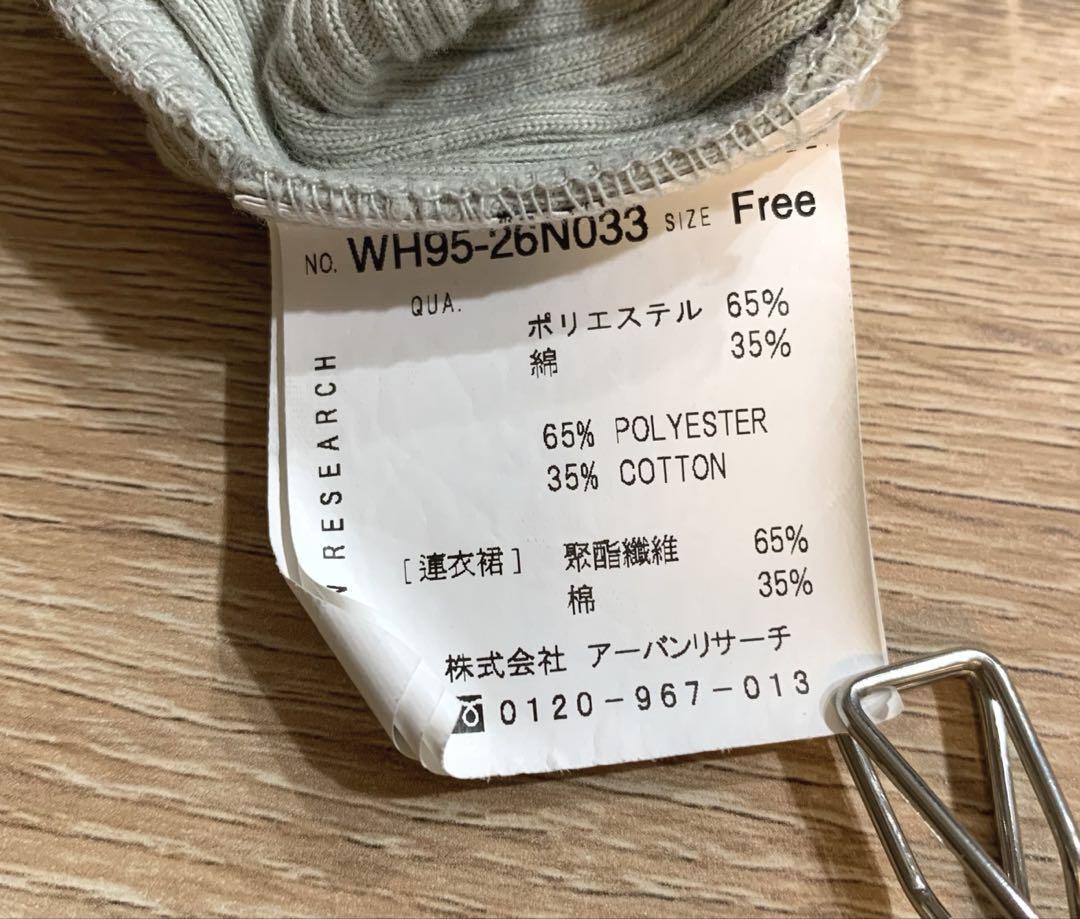 NO. WH95-26N033 SIZE Free
QUA.
ポリエステル 65%
綿 35%
65% POLYESTER
35% COTTON
[連衣裙] 聚酯纖維 65%
棉 35%
株式会社 アーバンリサーチ
0120-967-013
RESEARCH